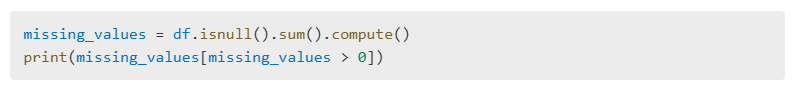 missing_values = df.isnull().sum().compute()
print(missing_values[missing_values > 0])